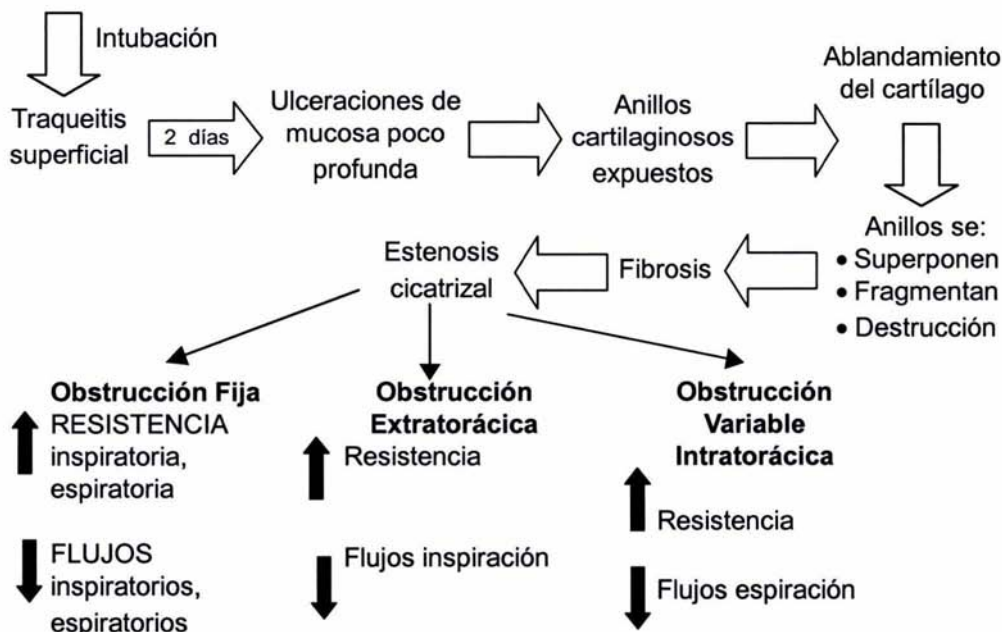 Intubación
Traqueitis
superficial
2 días
Ulceraciones de
mucosa poco
profunda
Anillos
cartilaginosos
expuestos
Ablandamiento
del cartílago
Anillos se:
• Superponen
• Fragmentan
• Destrucción
Fibrosis
Estenosis
cicatrizal
Obstrucción Fija
RESISTENCIA
inspiratoria,
espiratoria
FLUJOS
inspiratorios,
espiratorios
Obstrucción
Extratorácica
Resistencia
Flujos inspiración
Obstrucción
Variable
Intratorácica
Resistencia
Flujos espiración